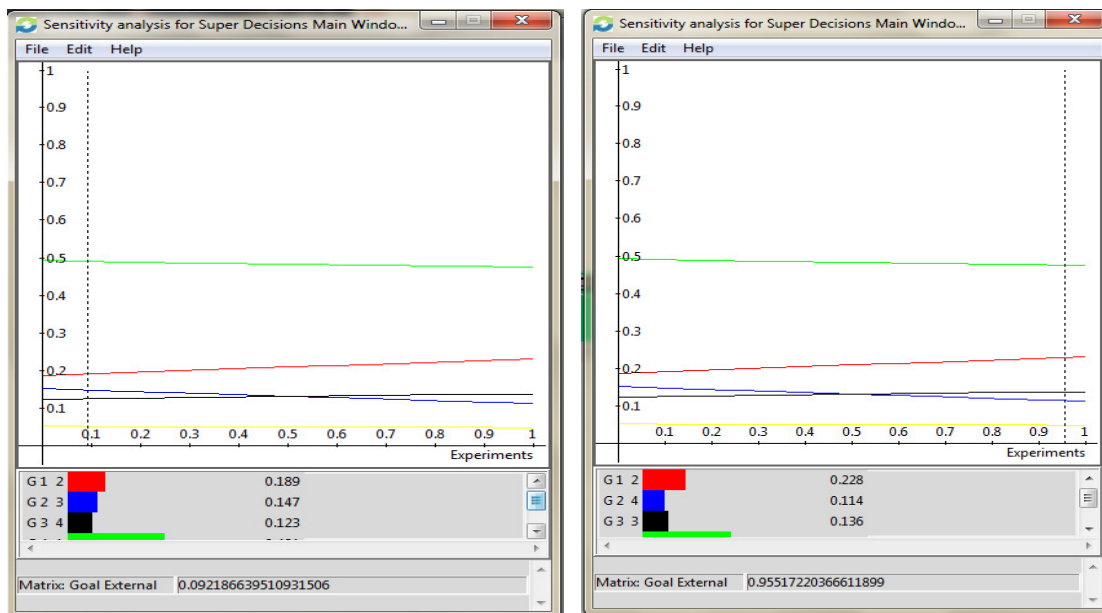 Sensitivity analysis for Super Decisions Main Windo...
File Edit Help
1
0.9
0.8
0.7
0.6
0.5
0.4
0.3
0.2
0.1
0.1 0.2 0.3 0.4 0.5 0.6 0.7 0.8 0.9 1
Experiments
G 1 2 0.189
G 2 3 0.147
G 3 4 0.123
Matrix: Goal External 0.092186639510931506
Sensitivity analysis for Super Decisions Main Windo...
File Edit Help
1
0.9
0.8
0.7
0.6
0.5
0.4
0.3
0.2
0.1
0.1 0.2 0.3 0.4 0.5 0.6 0.7 0.8 0.9 1
Experiments
G 1 2 0.228
G 2 4 0.114
G 3 3 0.136
Matrix: Goal External 0.95517220366611899